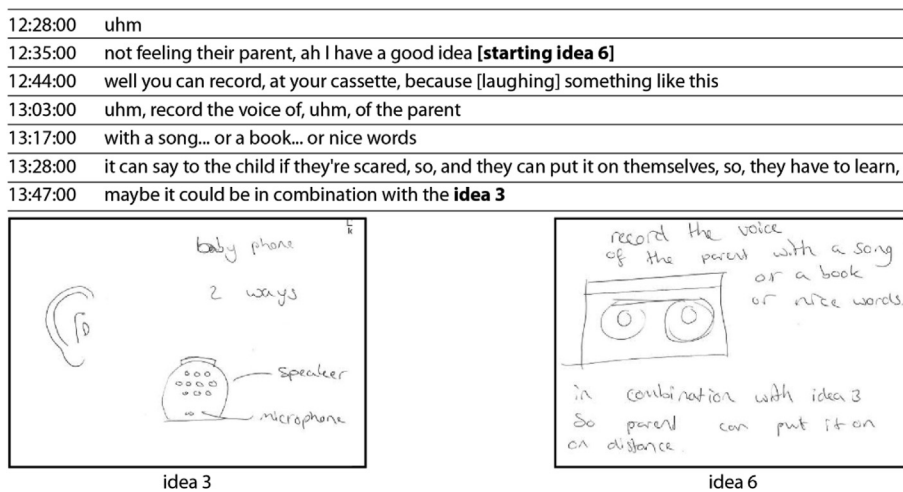 12:28:00 uhm
12:35:00 not feeling their parent, ah I have a good idea [starting idea 6]
12:44:00 well you can record, at your cassette, because [laughing] something like this
13:03:00 uhm, record the voice of, uhm, of the parent
13:17:00 with a song... or a book... or nice words
13:28:00 it can say to the child if they're scared, so, and they can put it on themselves, so, they have to learn,
13:47:00 maybe it could be in combination with the idea 3
baby phone
2 ways
speaker
microphone
idea 3
record the voice
of the parent with a song
or a book
or nice words
in combination with idea 3
So parent can put it on
on distance.
idea 6